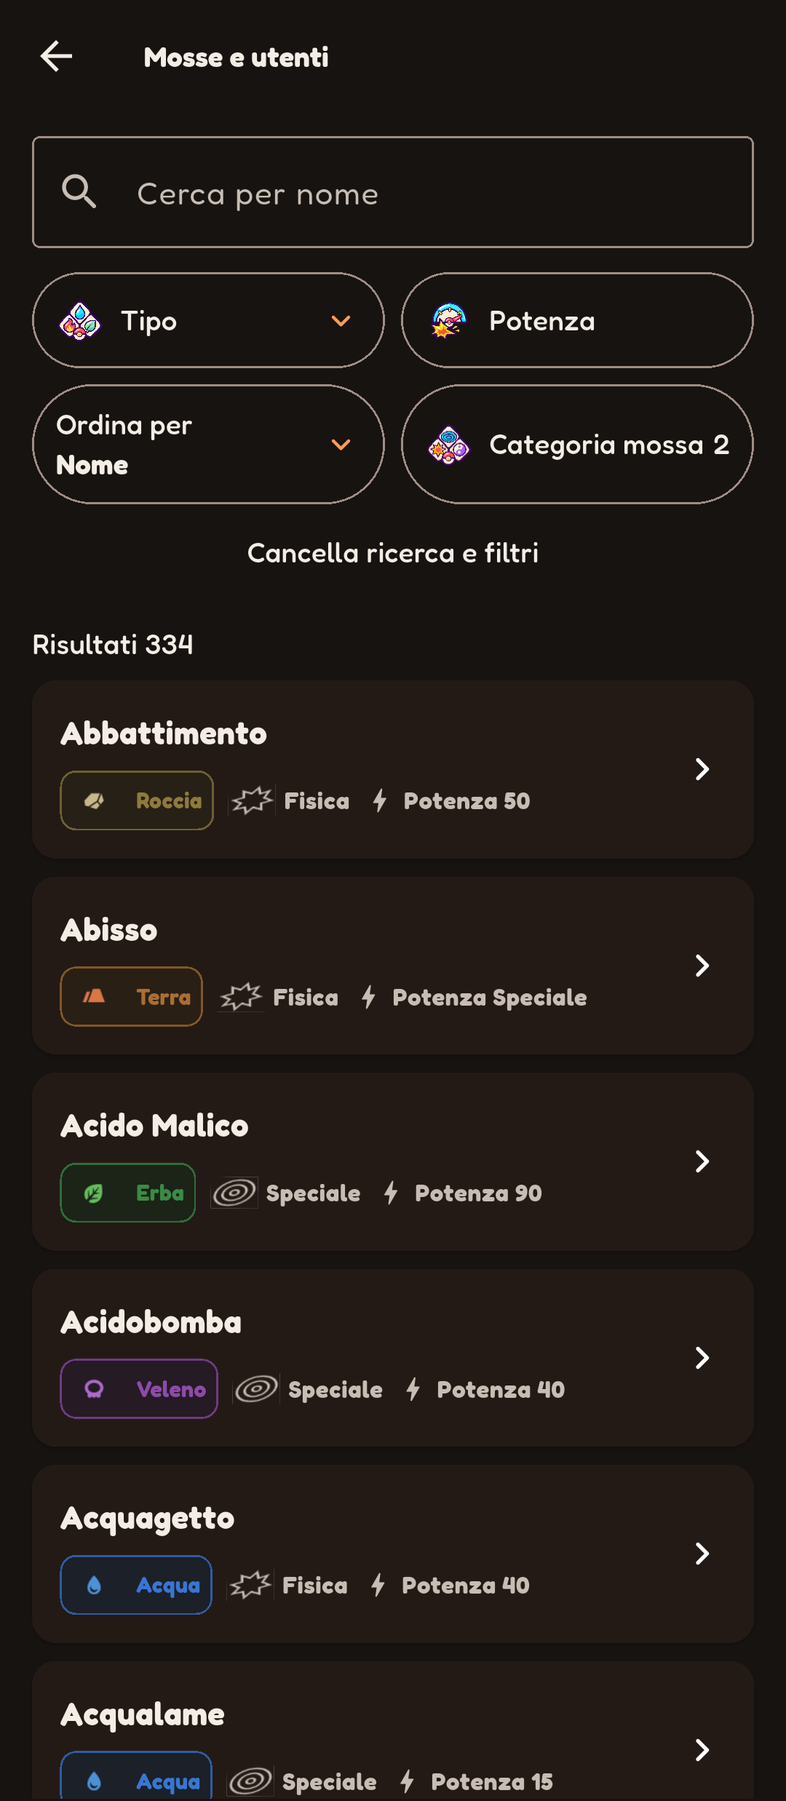 Mosse e utenti
Cerca per nome
Tipo
Potenza
Ordina per
Nome
Categoria mossa 2
Cancella ricerca e filtri
Risultati 334
Abbattimento
Roccia Fisica Potenza 50
Abisso
Terra Fisica Potenza Speciale
Acido Malico
Erba Speciale Potenza 90
Acidobomba
Veleno Speciale Potenza 40
Acquagetto
Acqua Fisica Potenza 40
Acqualame
Acqua Speciale Potenza 15